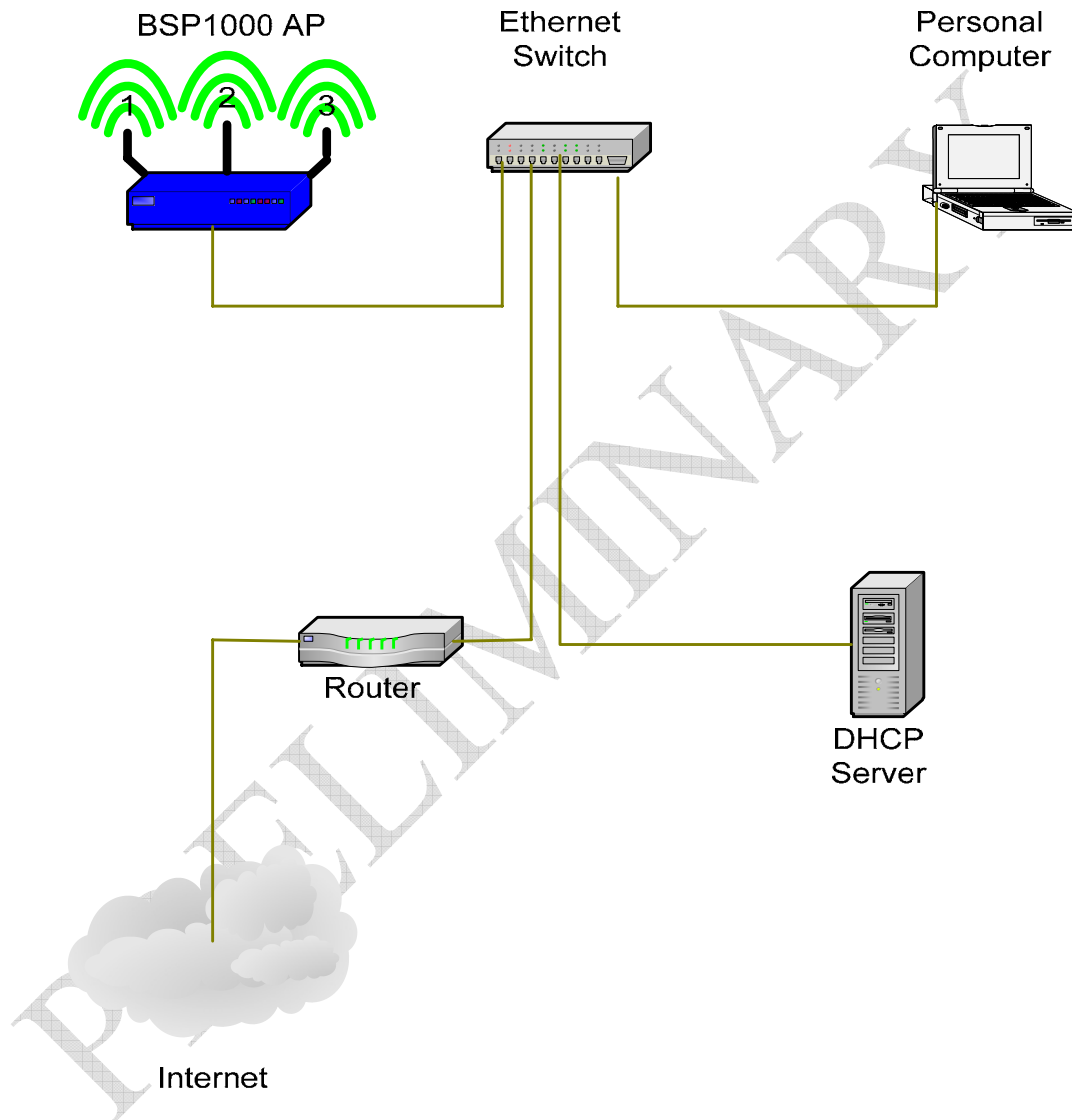 BSP1000 AP
Ethernet
Switch
Personal
Computer
1
2
3
Router
DHCP
Server
Internet
PRELIMINARY